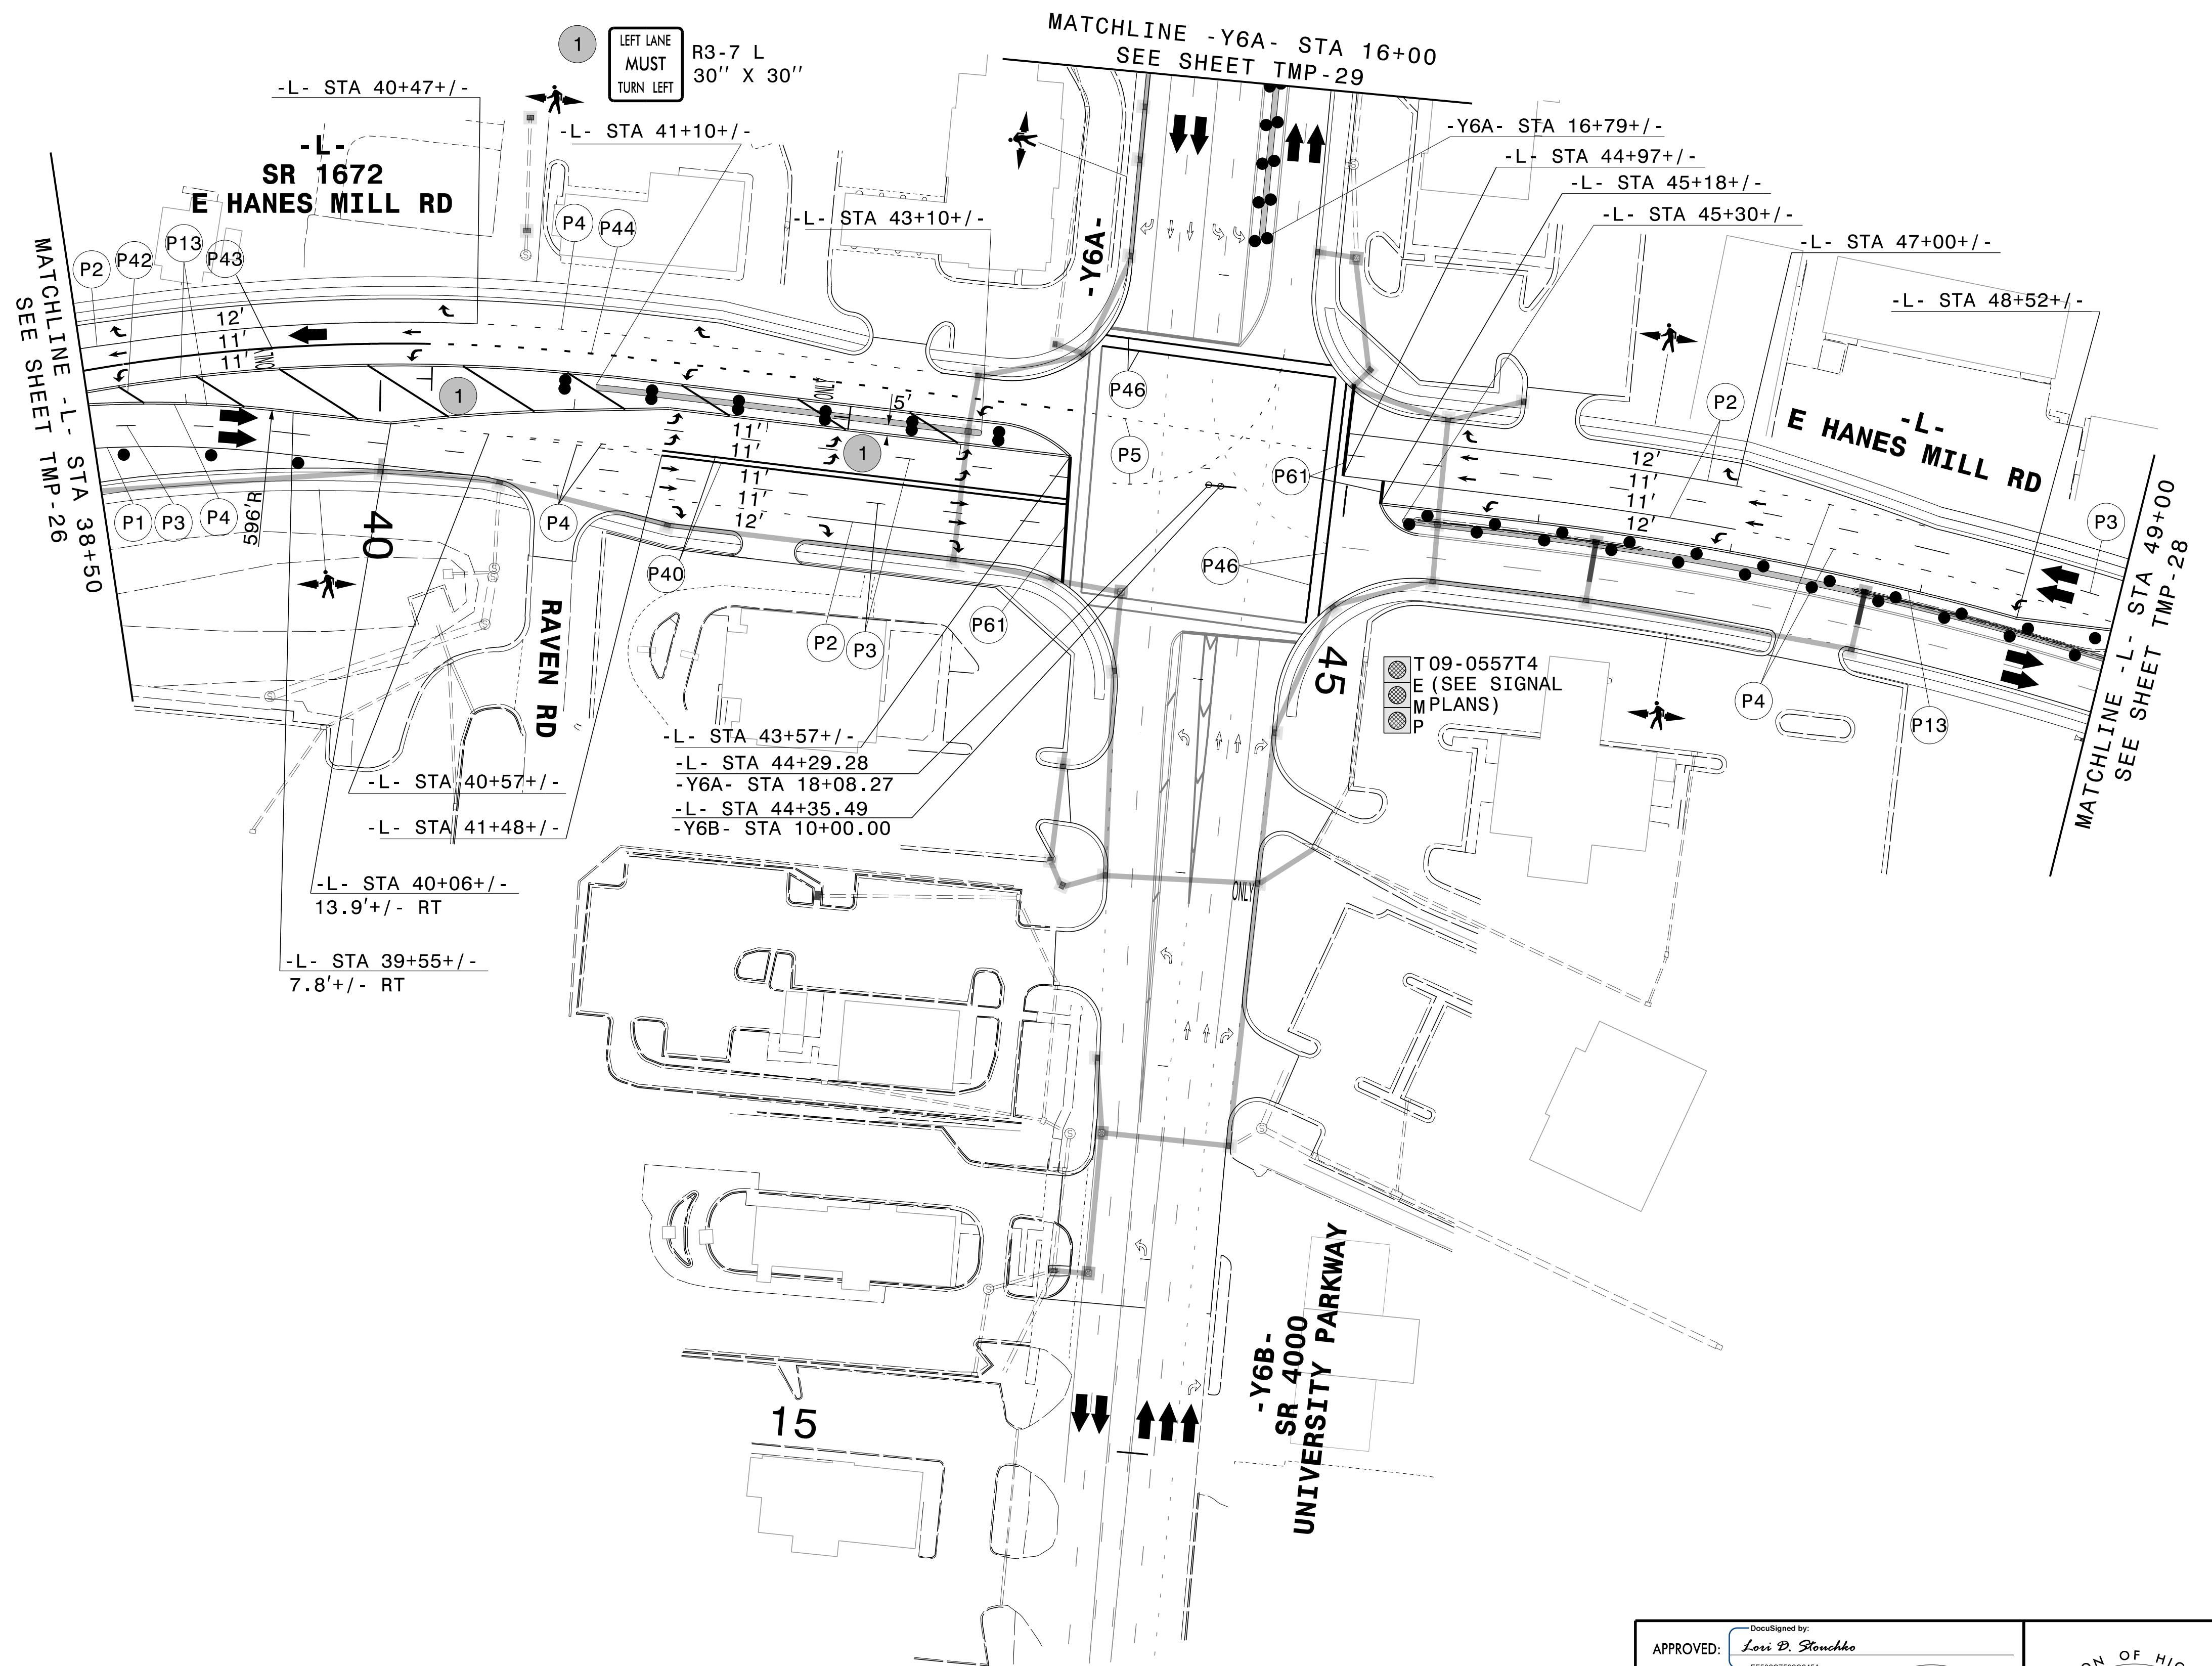 MATCHLINE -Y6A- STA 16+00
SEE SHEET TMP-29
1
LEFT LANE
MUST
TURN LEFT
R3-7 L
30'' X 30''
-L- STA 40+47+/-
-L- STA 41+10+/-
-L-
SR 1672
E HANES MILL RD
-L- STA 43+10+/-
-Y6A-
-Y6A- STA 16+79+/-
-L- STA 44+97+/-
-L- STA 45+18+/-
-L- STA 45+30+/-
-L- STA 47+00+/-
-L- STA 48+52+/-
MATCHLINE -L- STA 38+50
SEE SHEET TMP-26
P2
P42
P13
P43
P4
P44
12'
11'
11'
ONLY
1
ONLY
5'
1
11'
11'
11'
11'
12'
P1
P3
P4
596'R
40
P4
P40
RAVEN RD
P2
P3
P61
P46
P5
P61
P46
P2
12'
11'
11'
12'
-L-
E HANES MILL RD
P3
P4
P13
MATCHLINE -L- STA 49+00
SEE SHEET TMP-28
45
T
E
M
P
09-0557T4
(SEE SIGNAL
PLANS)
-L- STA 43+57+/-
-L- STA 44+29.28
-Y6A- STA 18+08.27
-L- STA 44+35.49
-Y6B- STA 10+00.00
-L- STA 40+57+/-
-L- STA 41+48+/-
-L- STA 40+06+/-
13.9'+/- RT
-L- STA 39+55+/-
7.8'+/- RT
ONLY
-Y6B-
SR 4000
UNIVERSITY PARKWAY
15
APPROVED:
DocuSigned by:
Lori D. Stouchko
OF